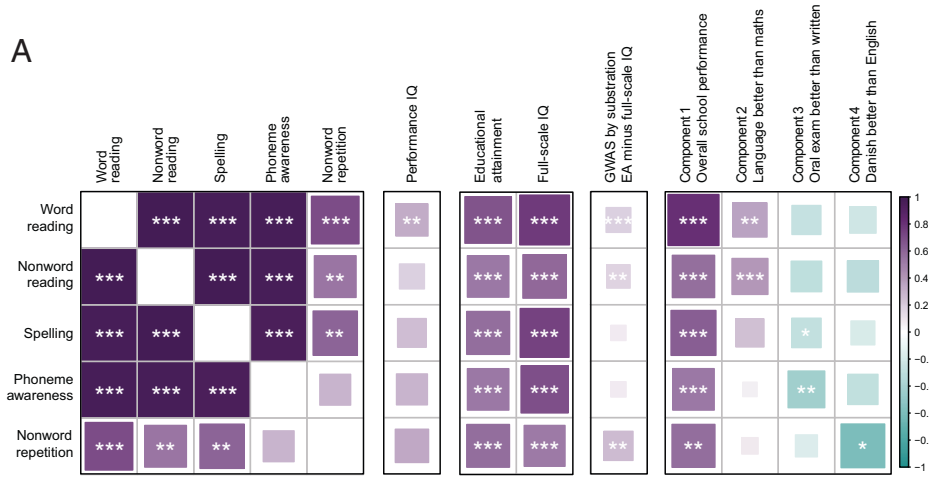 A
Word
reading
Nonword
reading
Spelling
Phoneme
awareness
Nonword
repetition
Performance IQ
Educational
attainment
Full-scale IQ
GWAS by substration
EA minus full-scale IQ
Component 1
Overall school performance
Component 2
Language better than maths
Component 3
Oral exam better than written
Component 4
Danish better than English
Word
reading
*** *** *** *** ** *** *** *** *** **
Nonword
reading
*** *** *** ** *** *** ** *** ***
Spelling
*** *** *** ** *** *** *** *
Phoneme
awareness
*** *** *** *** *** *** **
Nonword
repetition
*** ** ** *** *** ** ** *
1
0.8
0.6
0.4
0.2
0
−0.2
−0.
−0.
−0.
−1